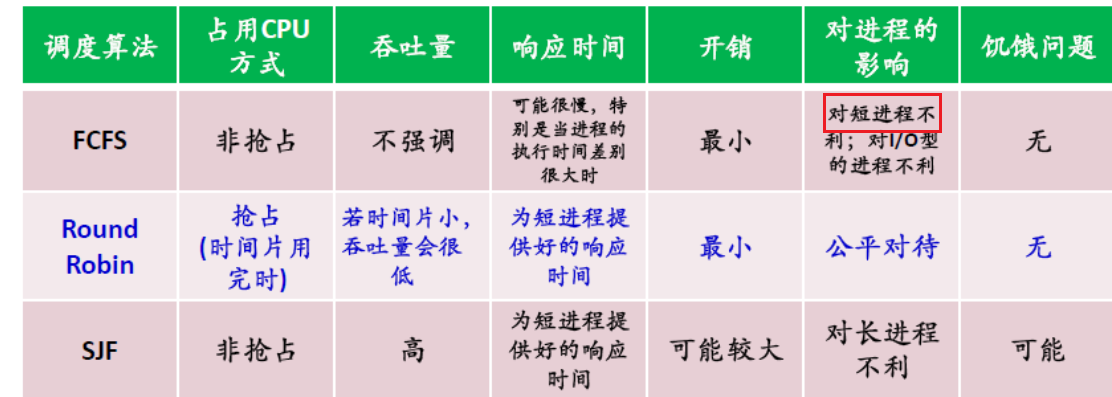 调度算法
占用CPU
方式
吞吐量
响应时间
开销
对进程的
影响
饥饿问题
FCFS
非抢占
不强调
可能很慢，特
别是当进程的
执行时间差别
很大时
最小
对短进程不
利；对I/O型
的进程不利
无
Round
Robin
抢占
(时间片用
完时)
若时间片小，
吞吐量会很
低
为短进程提
供好的响应
时间
最小
公平对待
无
SJF
非抢占
高
为短进程提
供好的响应
时间
可能较大
对长进程
不利
可能